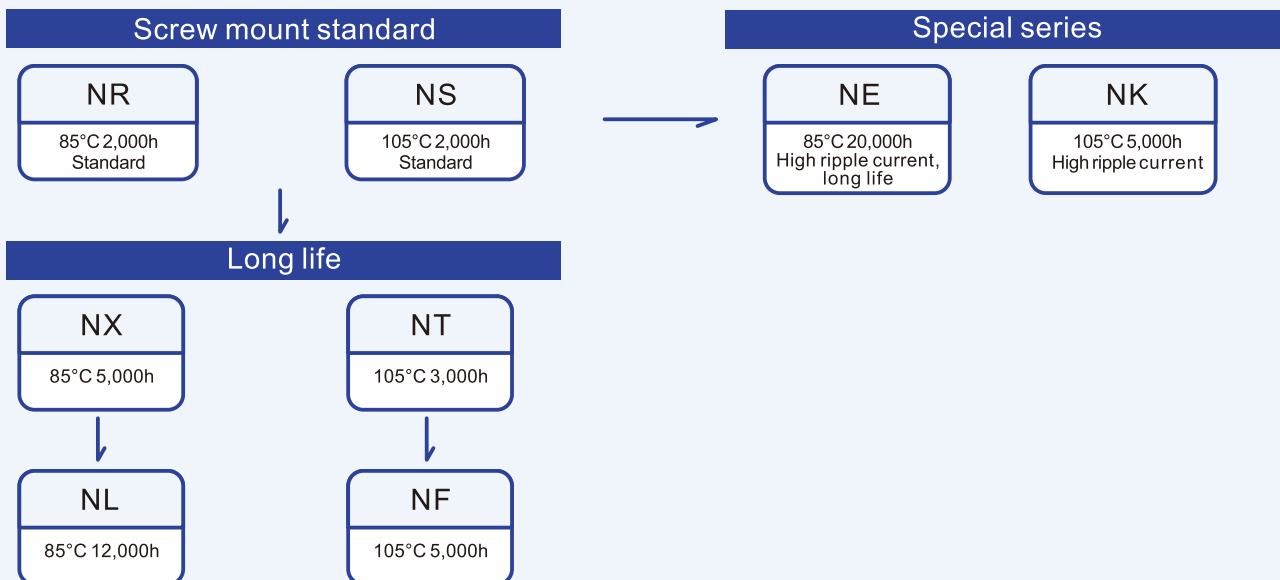 Screw mount standard
NR
85°C 2,000h
Standard
NS
105°C 2,000h
Standard
Special series
NE
85°C 20,000h
High ripple current,
long life
NK
105°C 5,000h
High ripple current
Long life
NX
85°C 5,000h
NT
105°C 3,000h
NL
85°C 12,000h
NF
105°C 5,000h